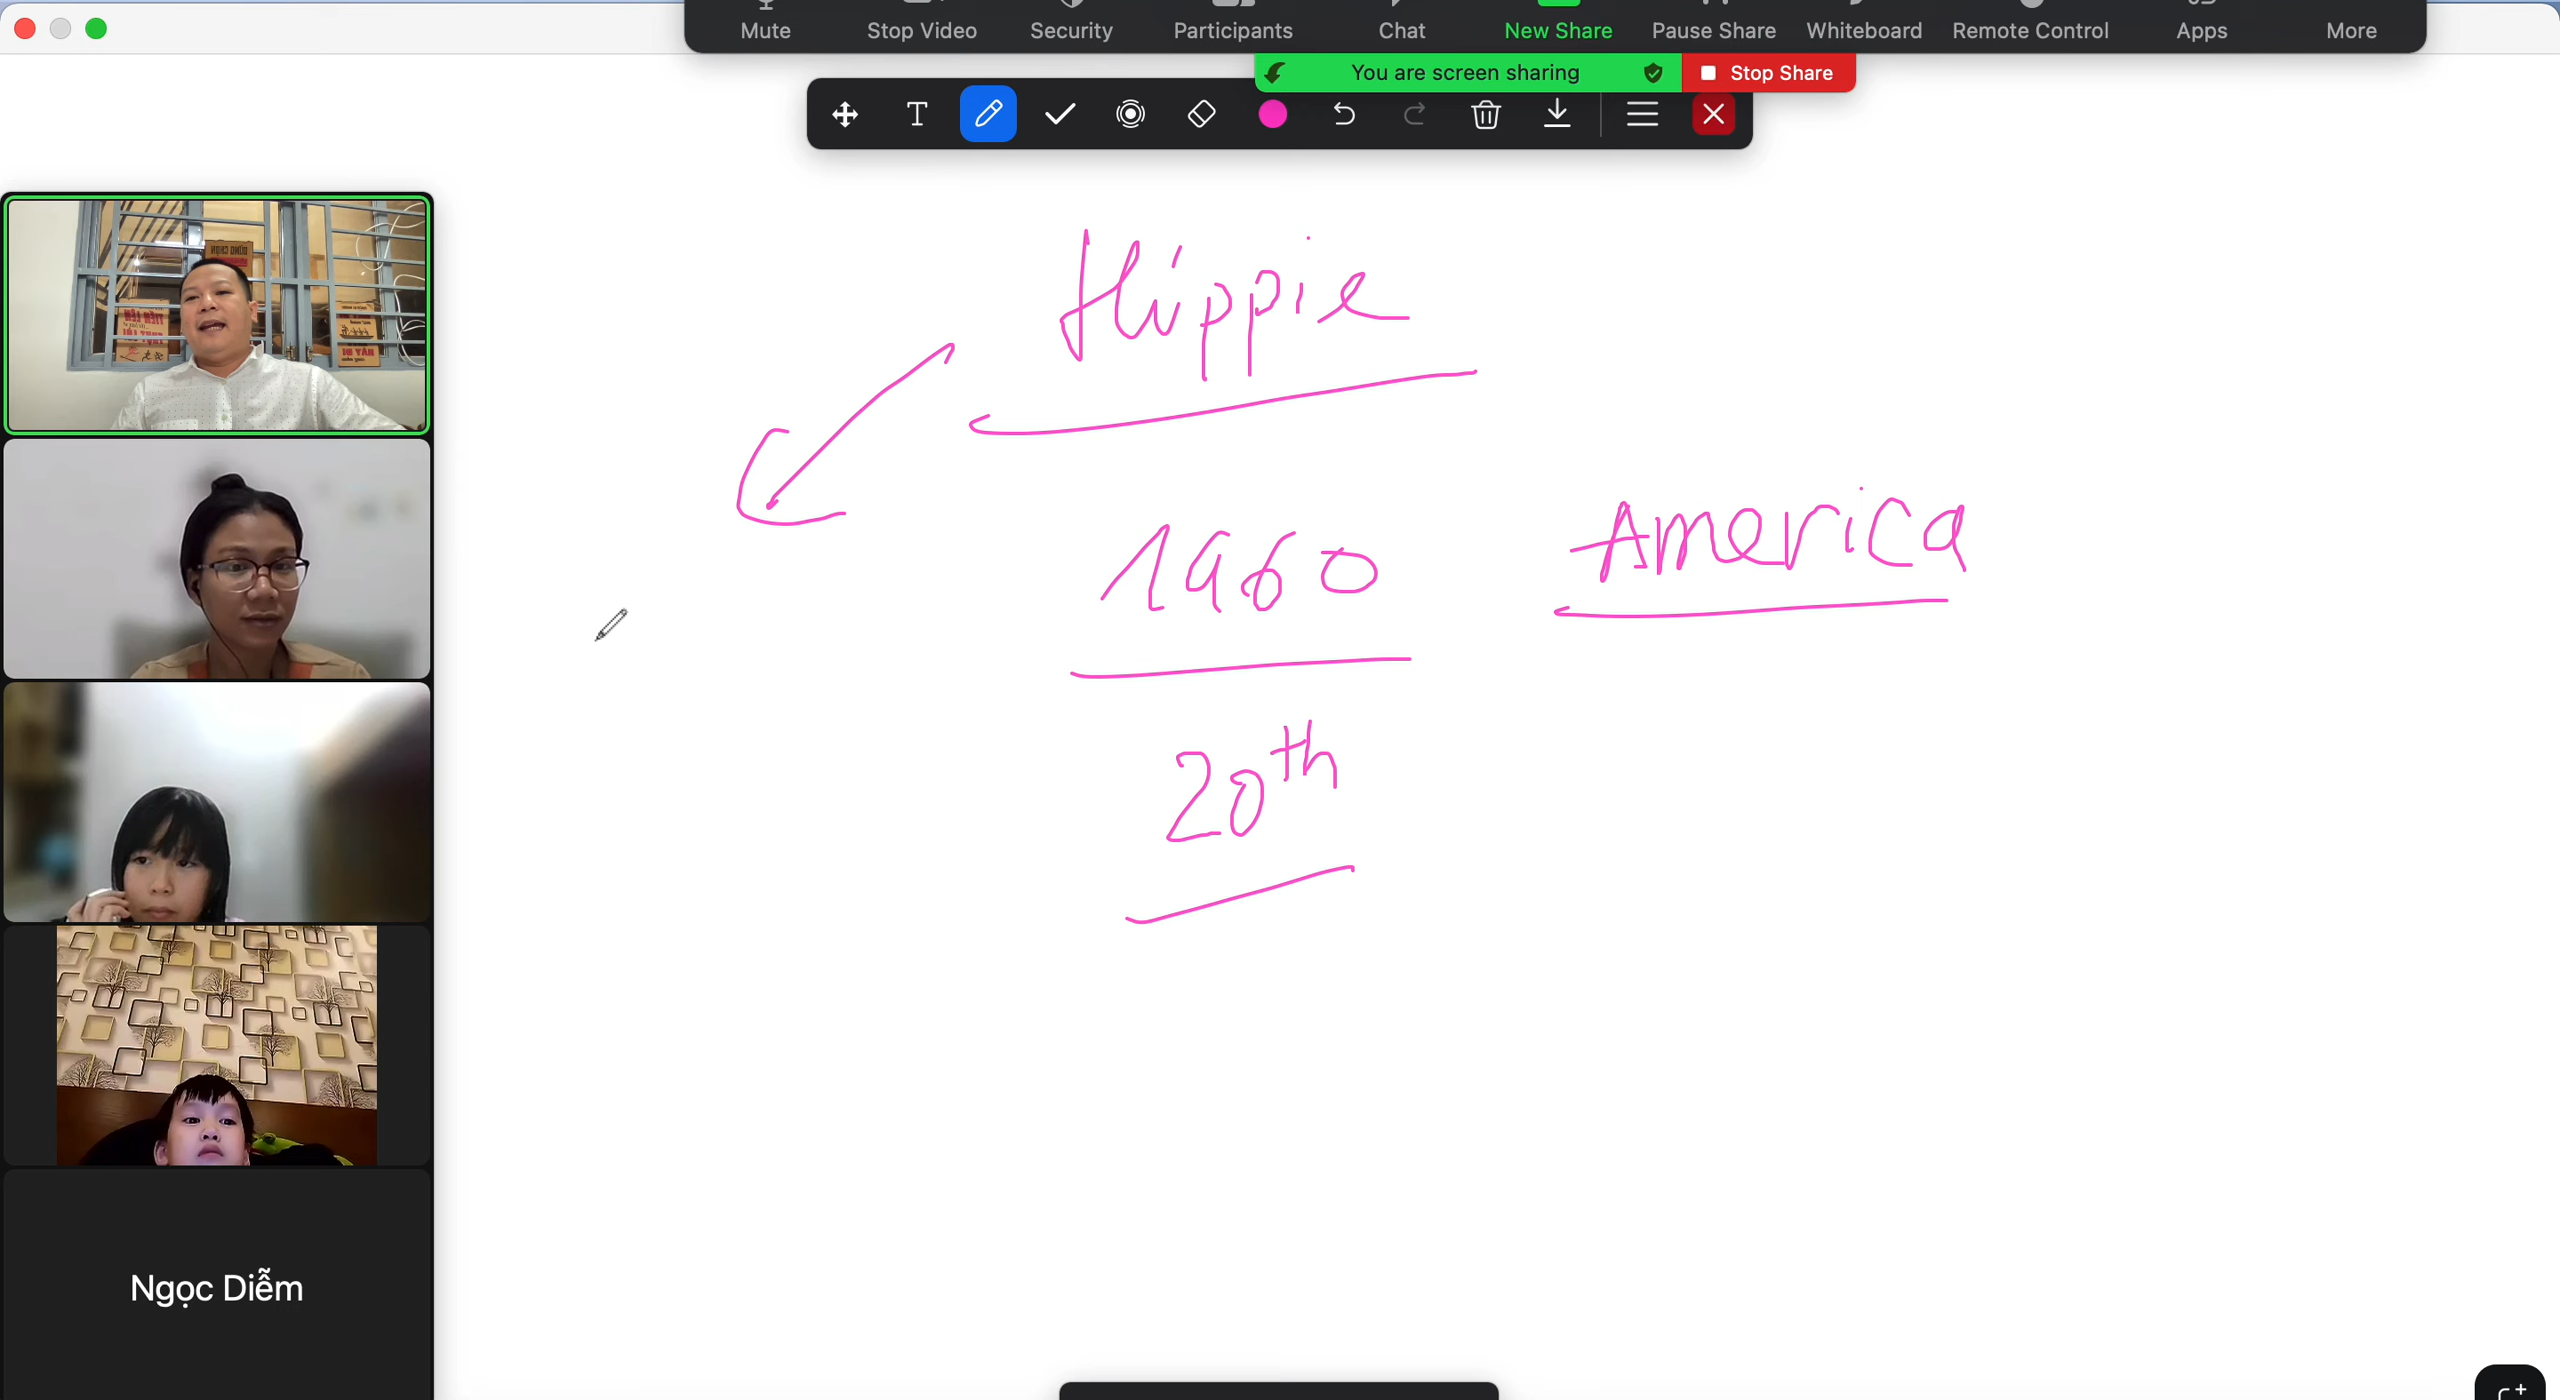 Mute Stop Video Security Participants Chat New Share Pause Share Whiteboard Remote Control Apps More
You are screen sharing Stop Share
T
Hippie
1960 America
20th
Ngọc Diễm